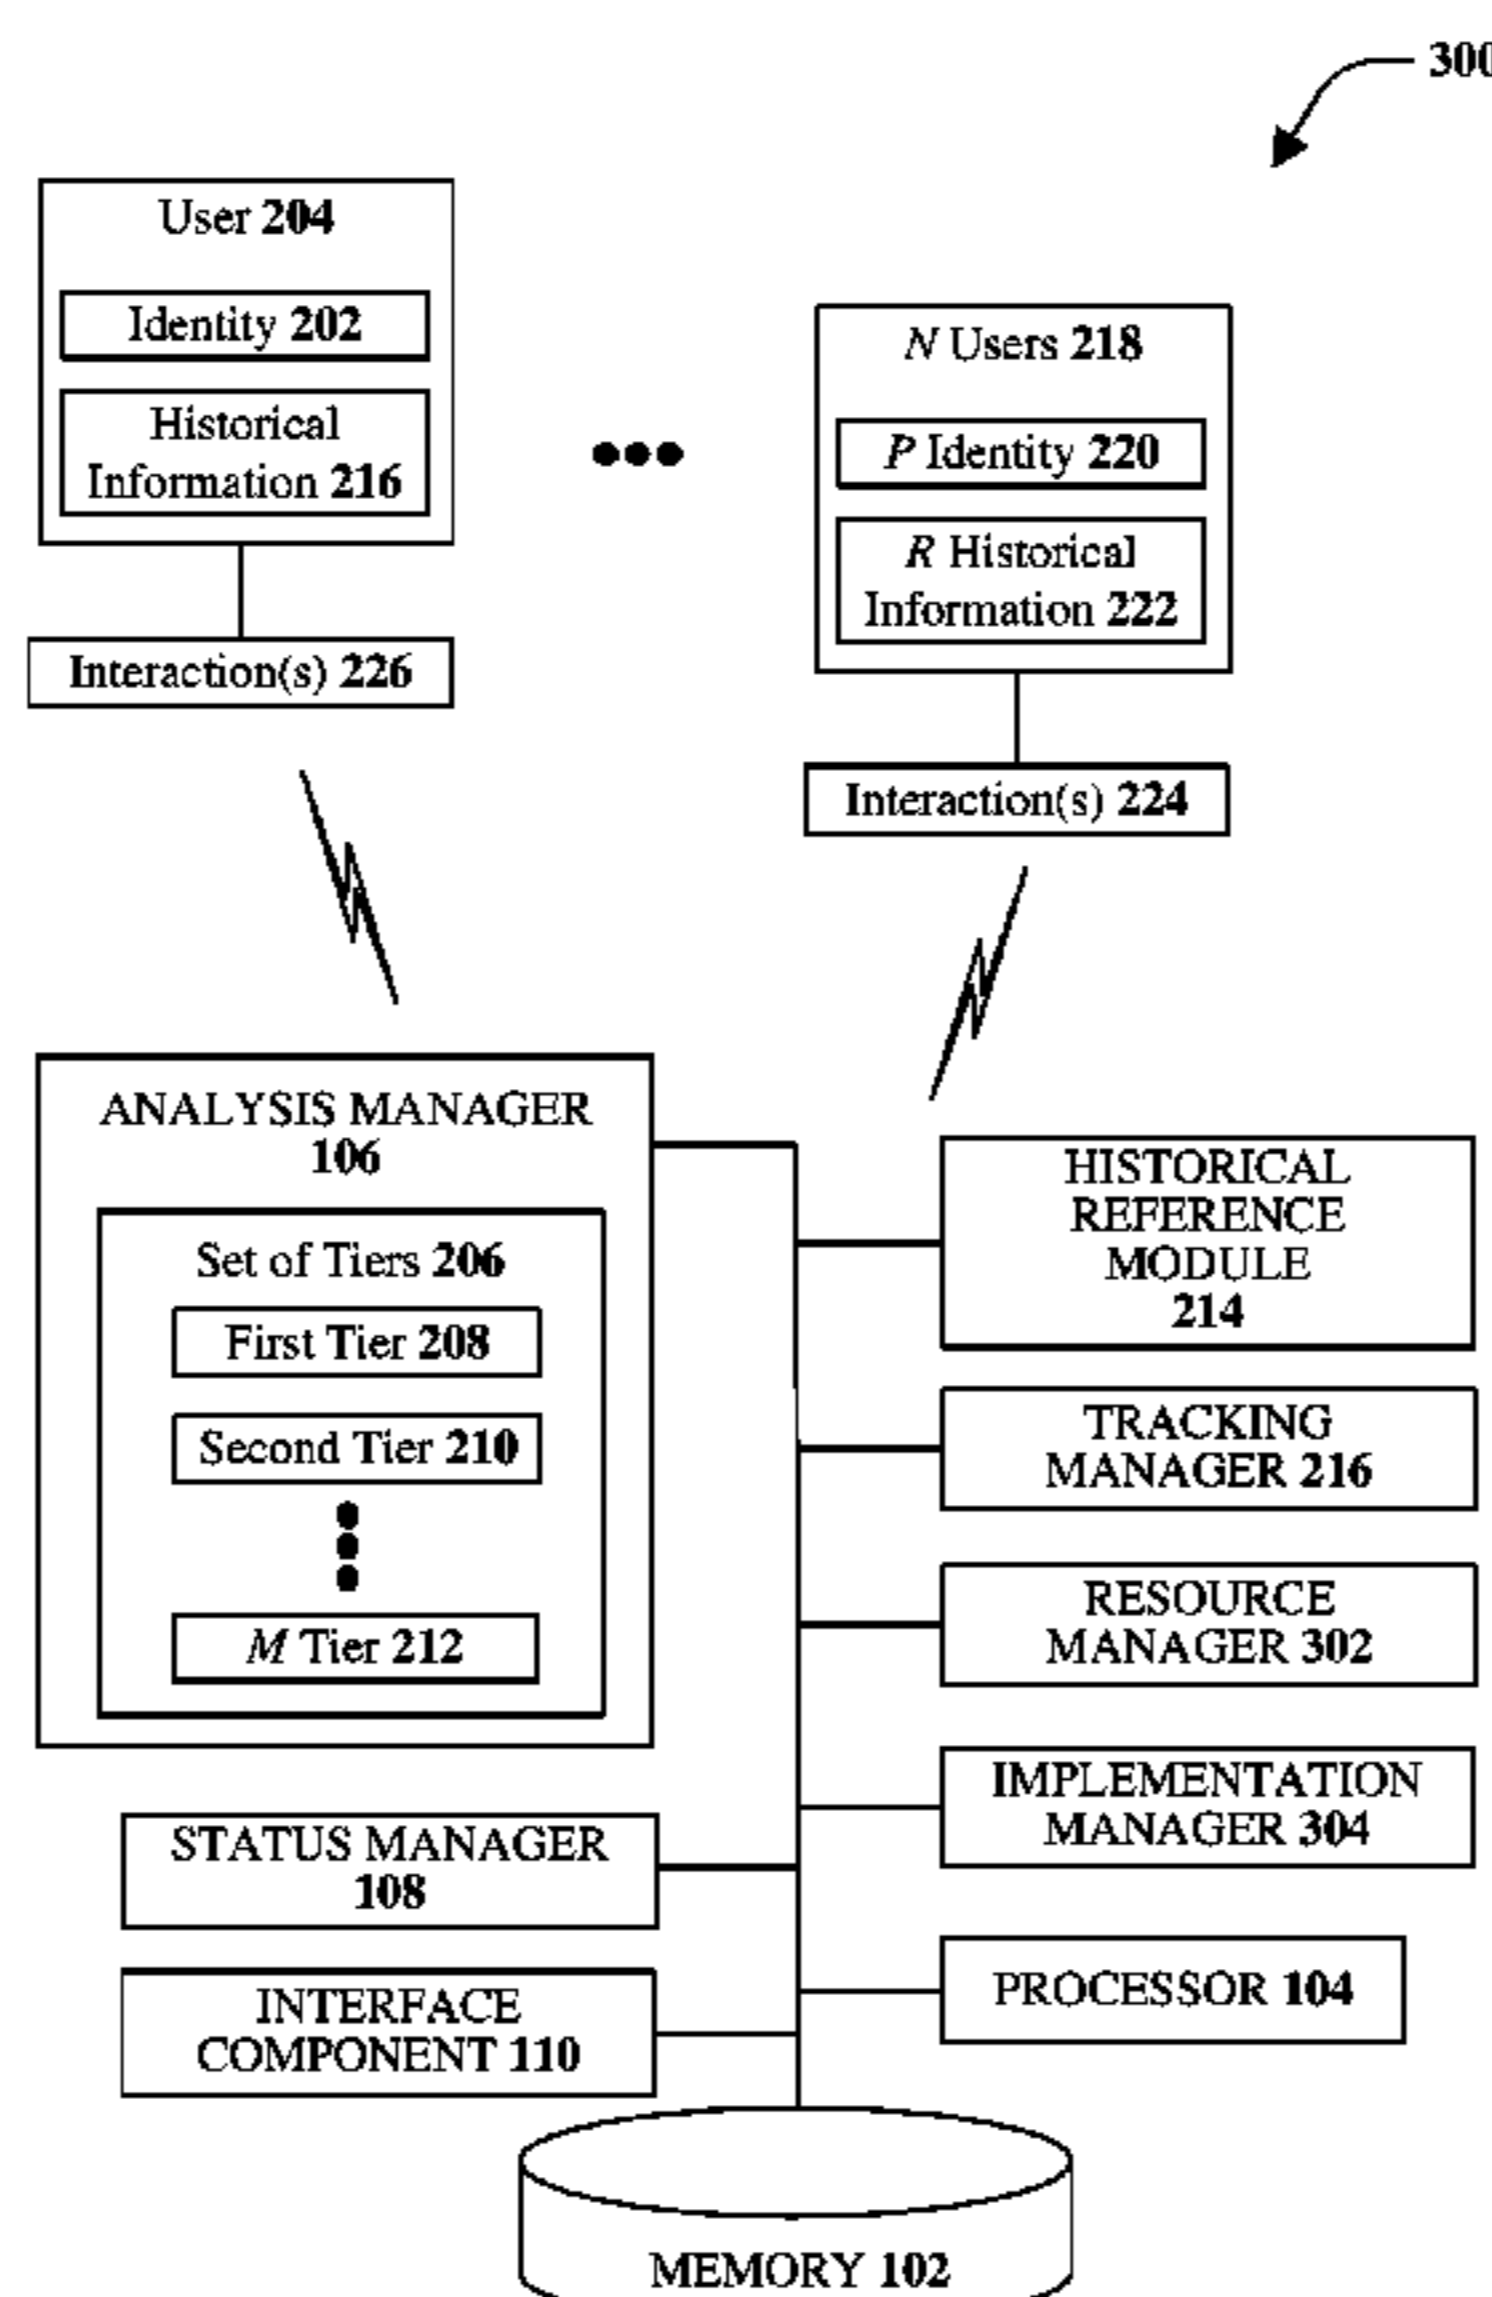 300
User 204
Identity 202
Historical
Information 216
Interaction(s) 226
N Users 218
P Identity 220
R Historical
Information 222
Interaction(s) 224
ANALYSIS MANAGER
106
Set of Tiers 206
First Tier 208
Second Tier 210
M Tier 212
STATUS MANAGER
108
INTERFACE
COMPONENT 110
HISTORICAL
REFERENCE
MODULE
214
TRACKING
MANAGER 216
RESOURCE
MANAGER 302
IMPLEMENTATION
MANAGER 304
PROCESSOR 104
MEMORY 102